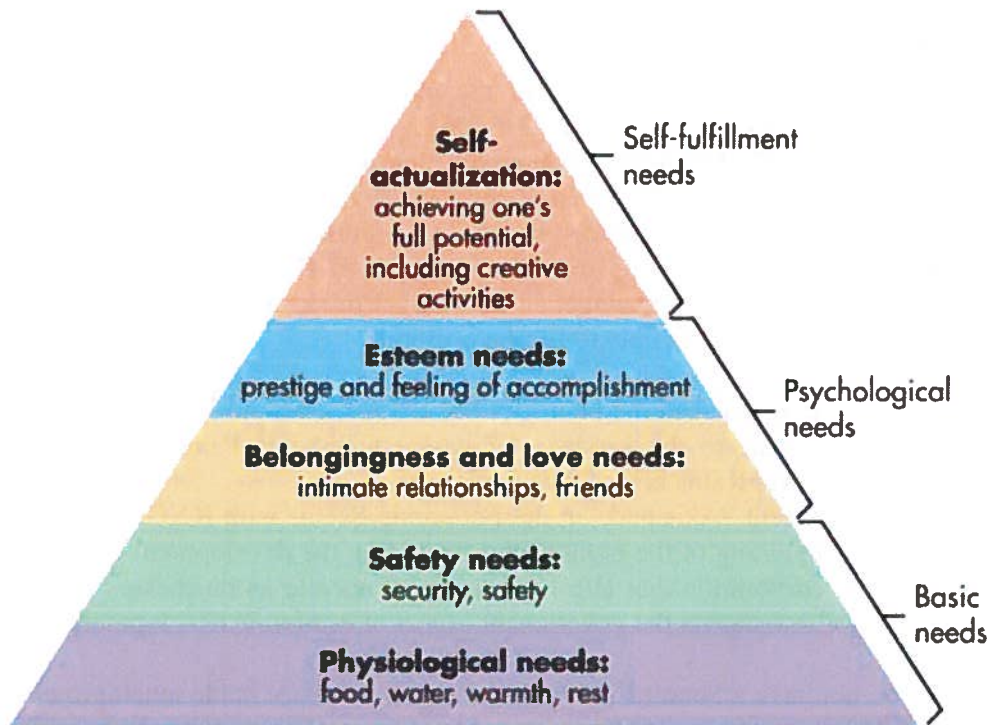 Self-
actualization:
achieving one's
full potential,
including creative
activities
Self-fulfillment
needs
Esteem needs:
prestige and feeling of accomplishment
Psychological
needs
Belongingness and love needs:
intimate relationships, friends
Safety needs:
security, safety
Basic
needs
Physiological needs:
food, water, warmth, rest